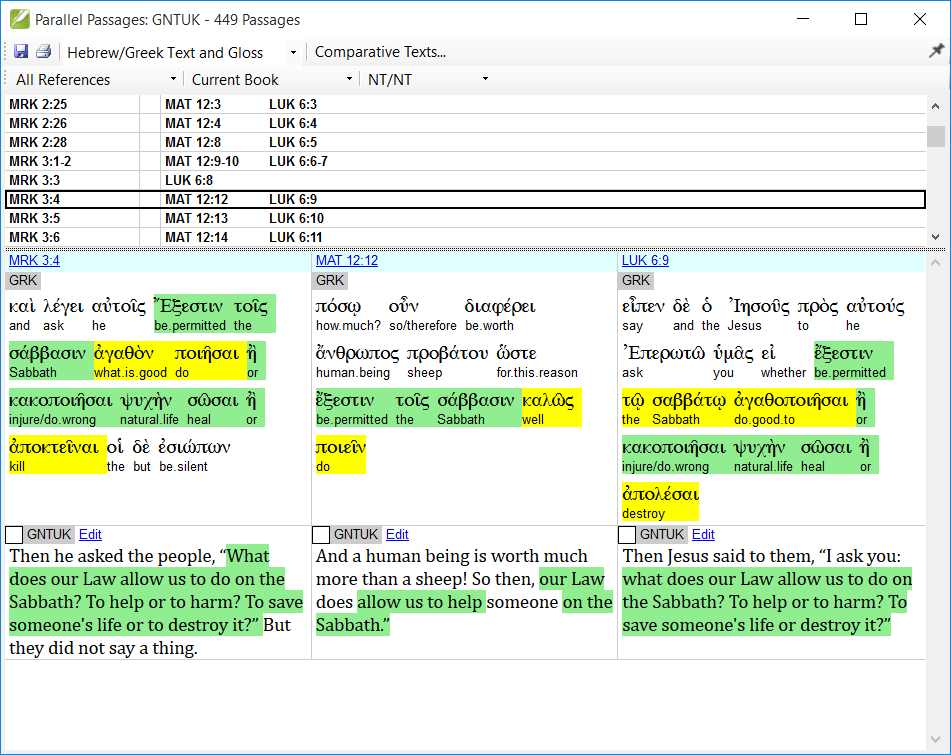 Parallel Passages: GNTUK - 449 Passages
Hebrew/Greek Text and Gloss Comparative Texts...
All References Current Book NT/NT
MRK 2:25 MAT 12:3 LUK 6:3
MRK 2:26 MAT 12:4 LUK 6:4
MRK 2:28 MAT 12:8 LUK 6:5
MRK 3:1-2 MAT 12:9-10 LUK 6:6-7
MRK 3:3 LUK 6:8
MRK 3:4 MAT 12:12 LUK 6:9
MRK 3:5 MAT 12:13 LUK 6:10
MRK 3:6 MAT 12:14 LUK 6:11
MRK 3:4
GRK
καὶ λέγει αὐτοῖς Ἔξεστιν τοῖς
and ask he be.permitted the
σάββασιν ἀγαθὸν ποιῆσαι ἢ
Sabbath what.is.good do or
κακοποιῆσαι ψυχὴν σῶσαι ἢ
injure/do.wrong natural.life heal or
ἀποκτεῖναι οἱ δὲ ἐσιώπων
kill the but be.silent
MAT 12:12
GRK
πόσῳ οὖν διαφέρει
how.much? so/therefore be.worth
ἄνθρωπος προβάτου ὥστε
human.being sheep for.this.reason
ἔξεστιν τοῖς σάββασιν καλῶς
be.permitted the Sabbath well
ποιεῖν
do
LUK 6:9
GRK
εἶπεν δὲ ὁ Ἰησοῦς πρὸς αὐτούς
say and the Jesus to he
Ἐπερωτῶ ὑμᾶς εἰ ἔξεστιν
ask you whether be.permitted
τῷ σαββάτῳ ἀγαθοποιῆσαι ἢ
the Sabbath do.good.to or
κακοποιῆσαι ψυχὴν σῶσαι ἢ
injure/do.wrong natural.life heal or
ἀπολέσαι
destroy
GNTUK Edit
Then he asked the people, “What
does our Law allow us to do on the
Sabbath? To help or to harm? To save
someone's life or to destroy it?” But
they did not say a thing.
GNTUK Edit
And a human being is worth much
more than a sheep! So then, our Law
does allow us to help someone on the
Sabbath.”
GNTUK Edit
Then Jesus said to them, “I ask you:
what does our Law allow us to do on
the Sabbath? To help or to harm? To
save someone's life or destroy it?”